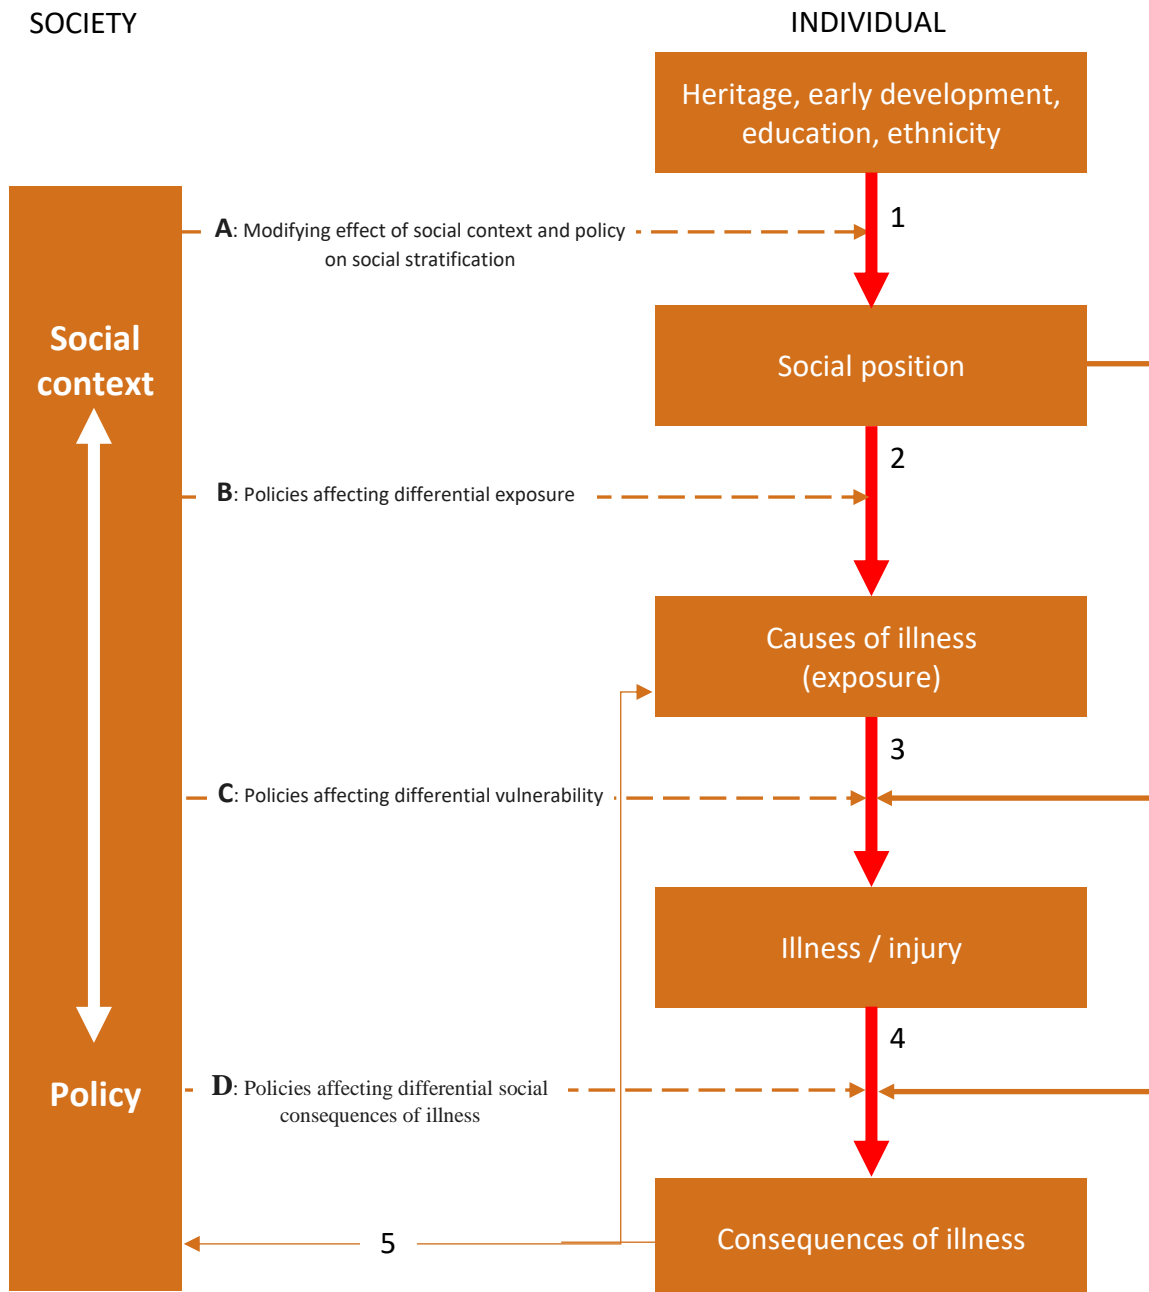 SOCIETY
INDIVIDUAL
Heritage, early development,
education, ethnicity
1
A: Modifying effect of social context and policy
on social stratification
Social
context
Social position
2
B: Policies affecting differential exposure
Causes of illness
(exposure)
3
C: Policies affecting differential vulnerability
Illness / injury
4
Policy
D: Policies affecting differential social
consequences of illness
5
Consequences of illness